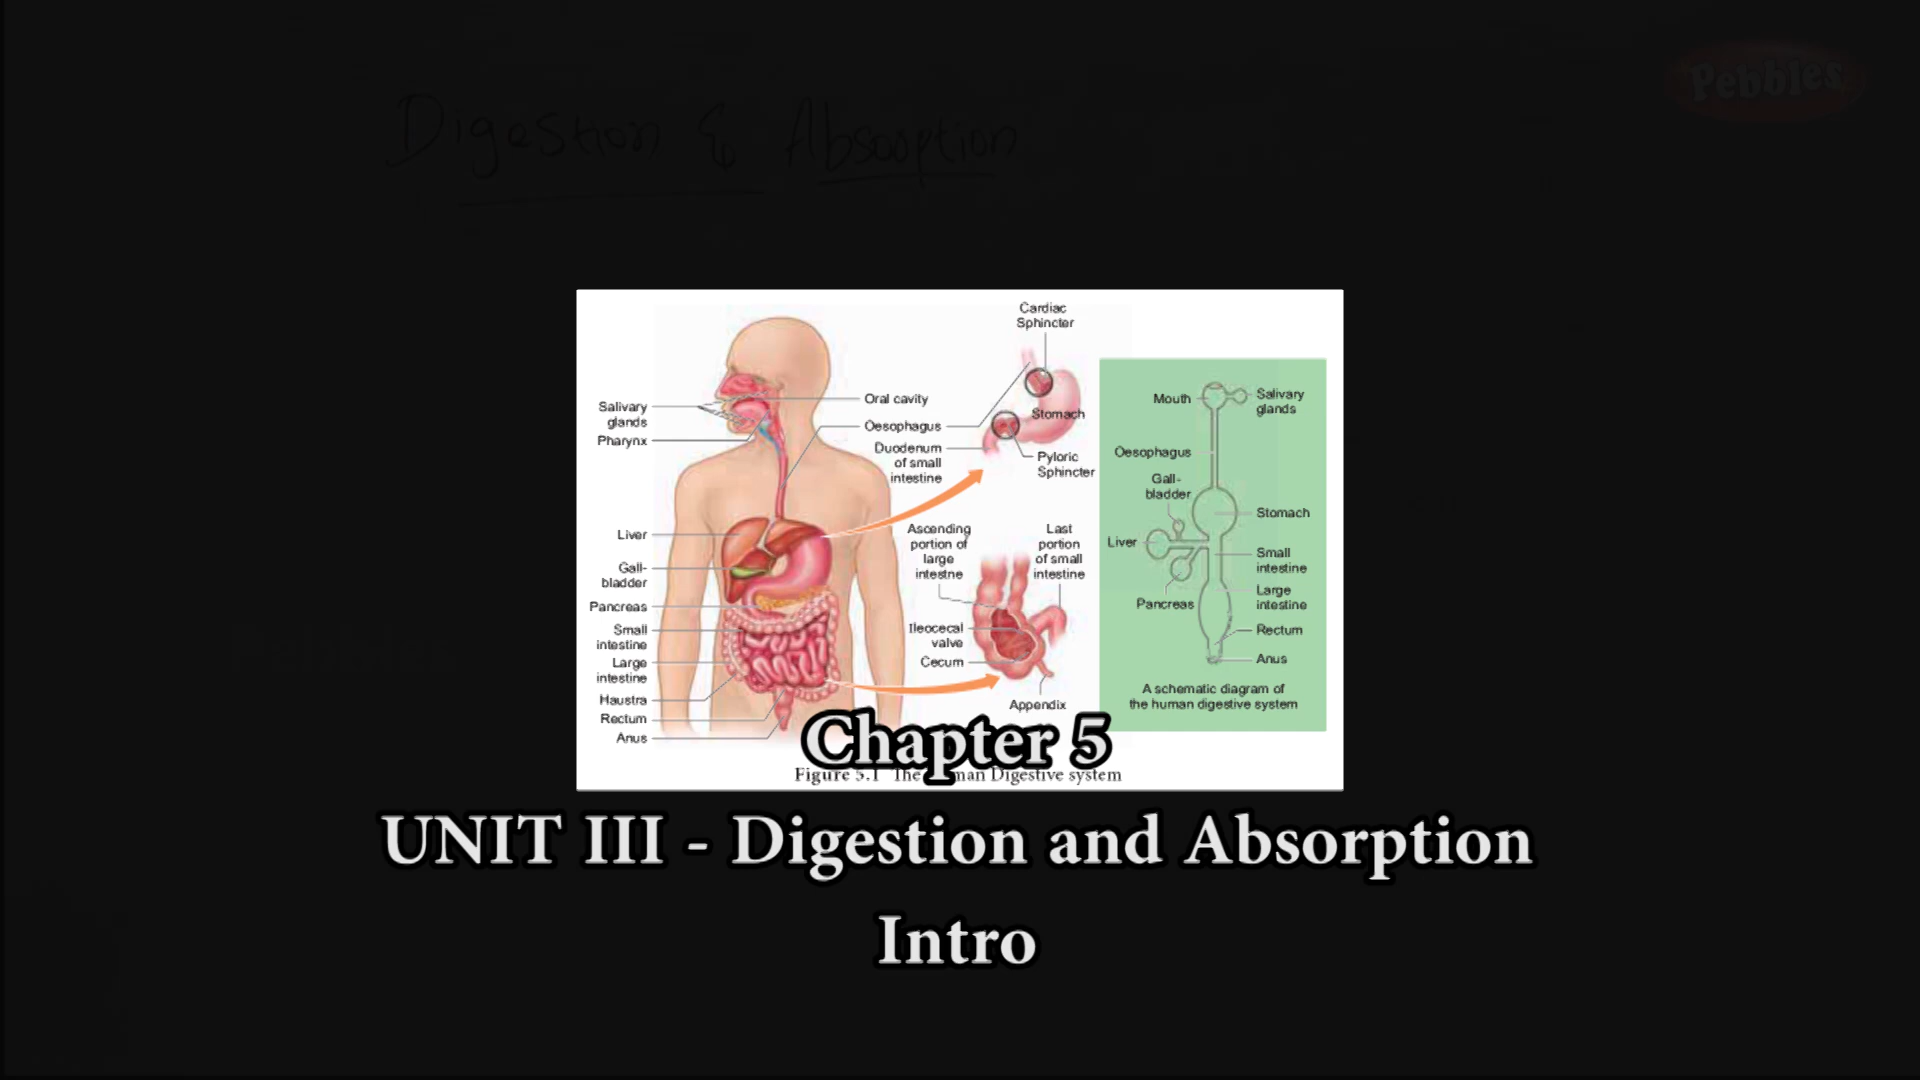 Pebbles
Digestion & Absorption
Cardiac
Sphincter
Salivary
glands
Pharynx
Oral cavity
Oesophagus
Duodenum
of small
intestine
Stomach
Pyloric
Sphincter
Liver
Gall-
bladder
Pancreas
Small
intestine
Large
intestine
Haustra
Rectum
Anus
Ascending
portion of
large
intestne
Last
portion
of small
intestine
Ileocecal
valve
Cecum
Appendix
Mouth
Salivary
glands
Oesophagus
Gall-
bladder
Stomach
Liver
Small
intestine
Large
intestine
Pancreas
Rectum
Anus
A schematic diagram of
the human digestive system
Chapter 5
Figure 5.1 The Human Digestive system
UNIT III - Digestion and Absorption
Intro